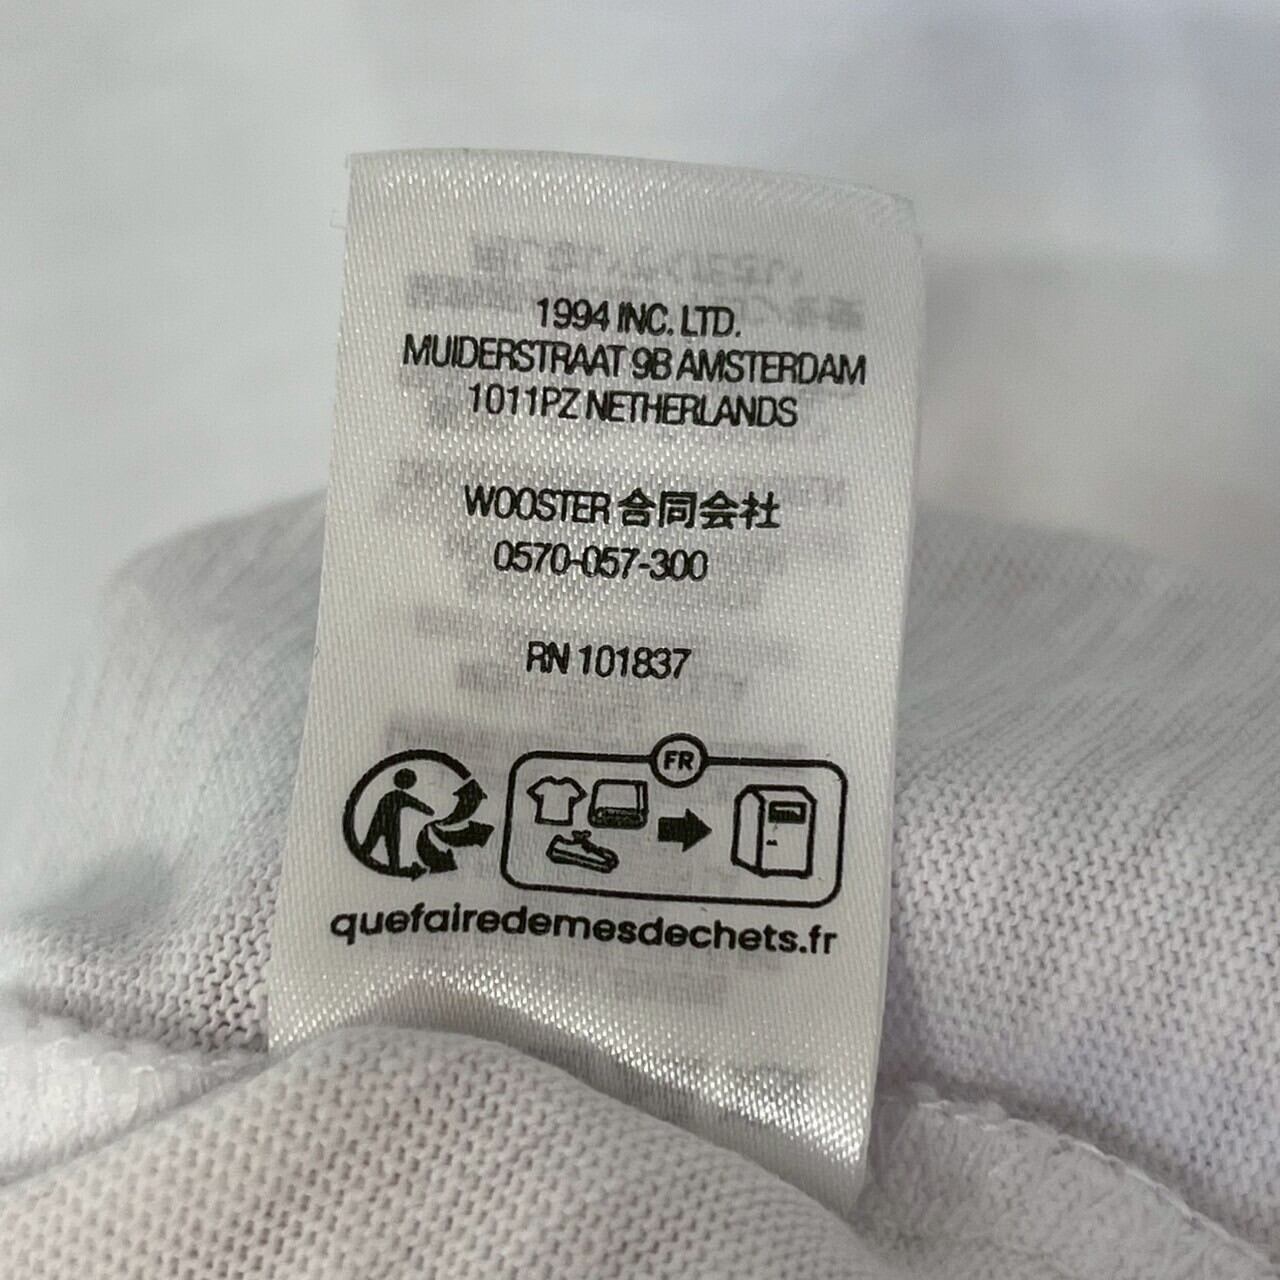 1994 INC. LTD.
MUIDERSTRAAT 9B AMSTERDAM
1011PZ NETHERLANDS
WOOSTER 合同会社
0570-057-300
RN 101837
FR
quefairedemesdechets.fr